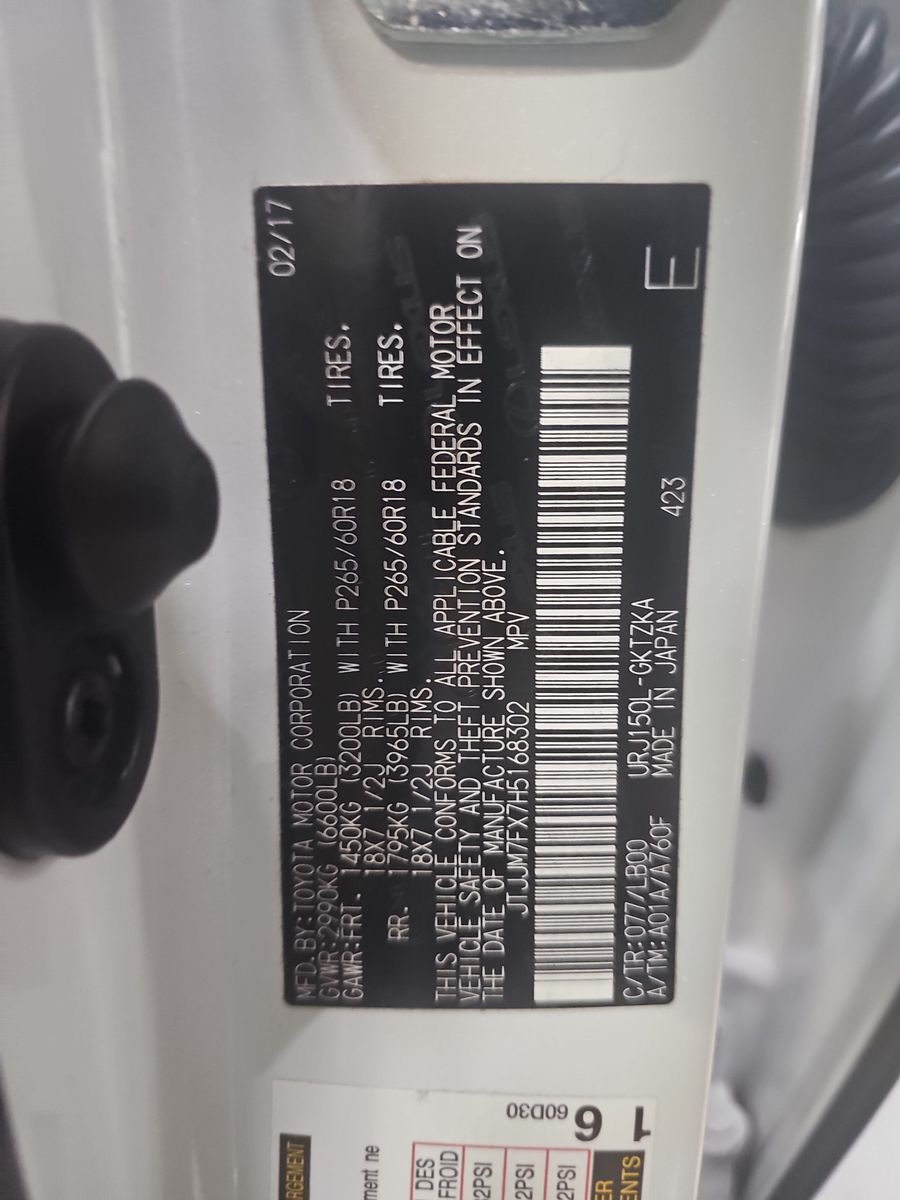 02/17
MFD.BY:TOYOTA MOTOR CORPORATION
GVWR:2990KG (6600LB)
GAWR:FRT. 1450KG (3200LB) WITH P265/60R18 TIRES.
18X7 1/2J RIMS.
RR. 1795KG (3965LB) WITH P265/60R18 TIRES.
18X7 1/2J RIMS.
THIS VEHICLE CONFORMS TO ALL APPLICABLE FEDERAL MOTOR
VEHICLE SAFETY AND THEFT PREVENTION STANDARDS IN EFFECT ON
THE DATE OF MANUFACTURE SHOWN ABOVE.
JTJJM7FX7H5168302 MPV
C/TR:077/LB00 URJ150L-GKTZKA 423
A/TM:A01A/A760F MADE IN JAPAN E
DES
FROID
2PSI
2PSI
2PSI
60D30
16